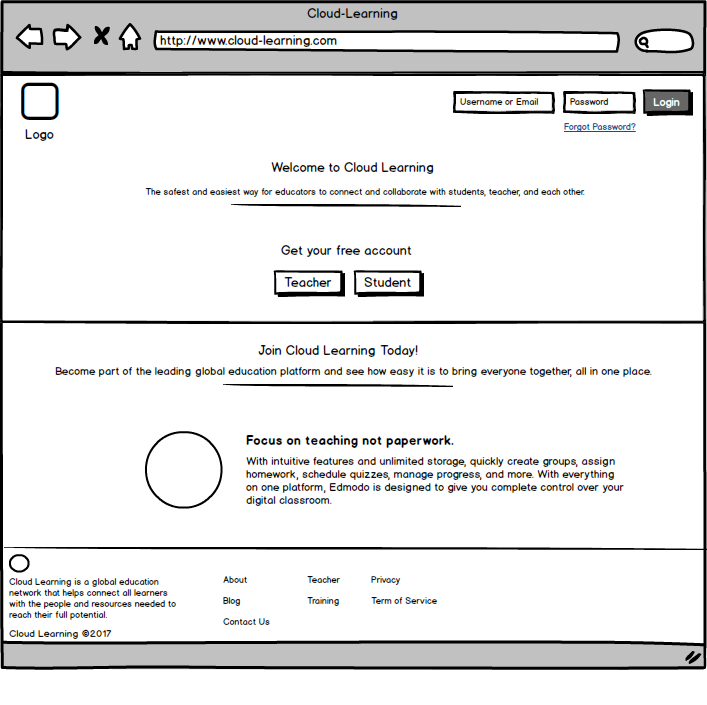 Cloud-Learning
http://www.cloud-learning.com
Username or Email
Password
Login
Logo
Forgot Password?
Welcome to Cloud Learning
The safest and easiest way for educators to connect and collaborate with students, teacher, and each other.
Get your free account
Teacher
Student
Join Cloud Learning Today!
Become part of the leading global education platform and see how easy it is to bring everyone together, all in one place.
Focus on teaching not paperwork.
With intuitive features and unlimited storage, quickly create groups, assign
homework, schedule quizzes, manage progress, and more. With everything
on one platform, Edmodo is designed to give you complete control over your
digital classroom.
Cloud Learning is a global education
network that helps connect all learners
with the people and resources needed to
reach their full potential.
Cloud Learning ©2017
About
Teacher
Privacy
Blog
Training
Term of Service
Contact Us